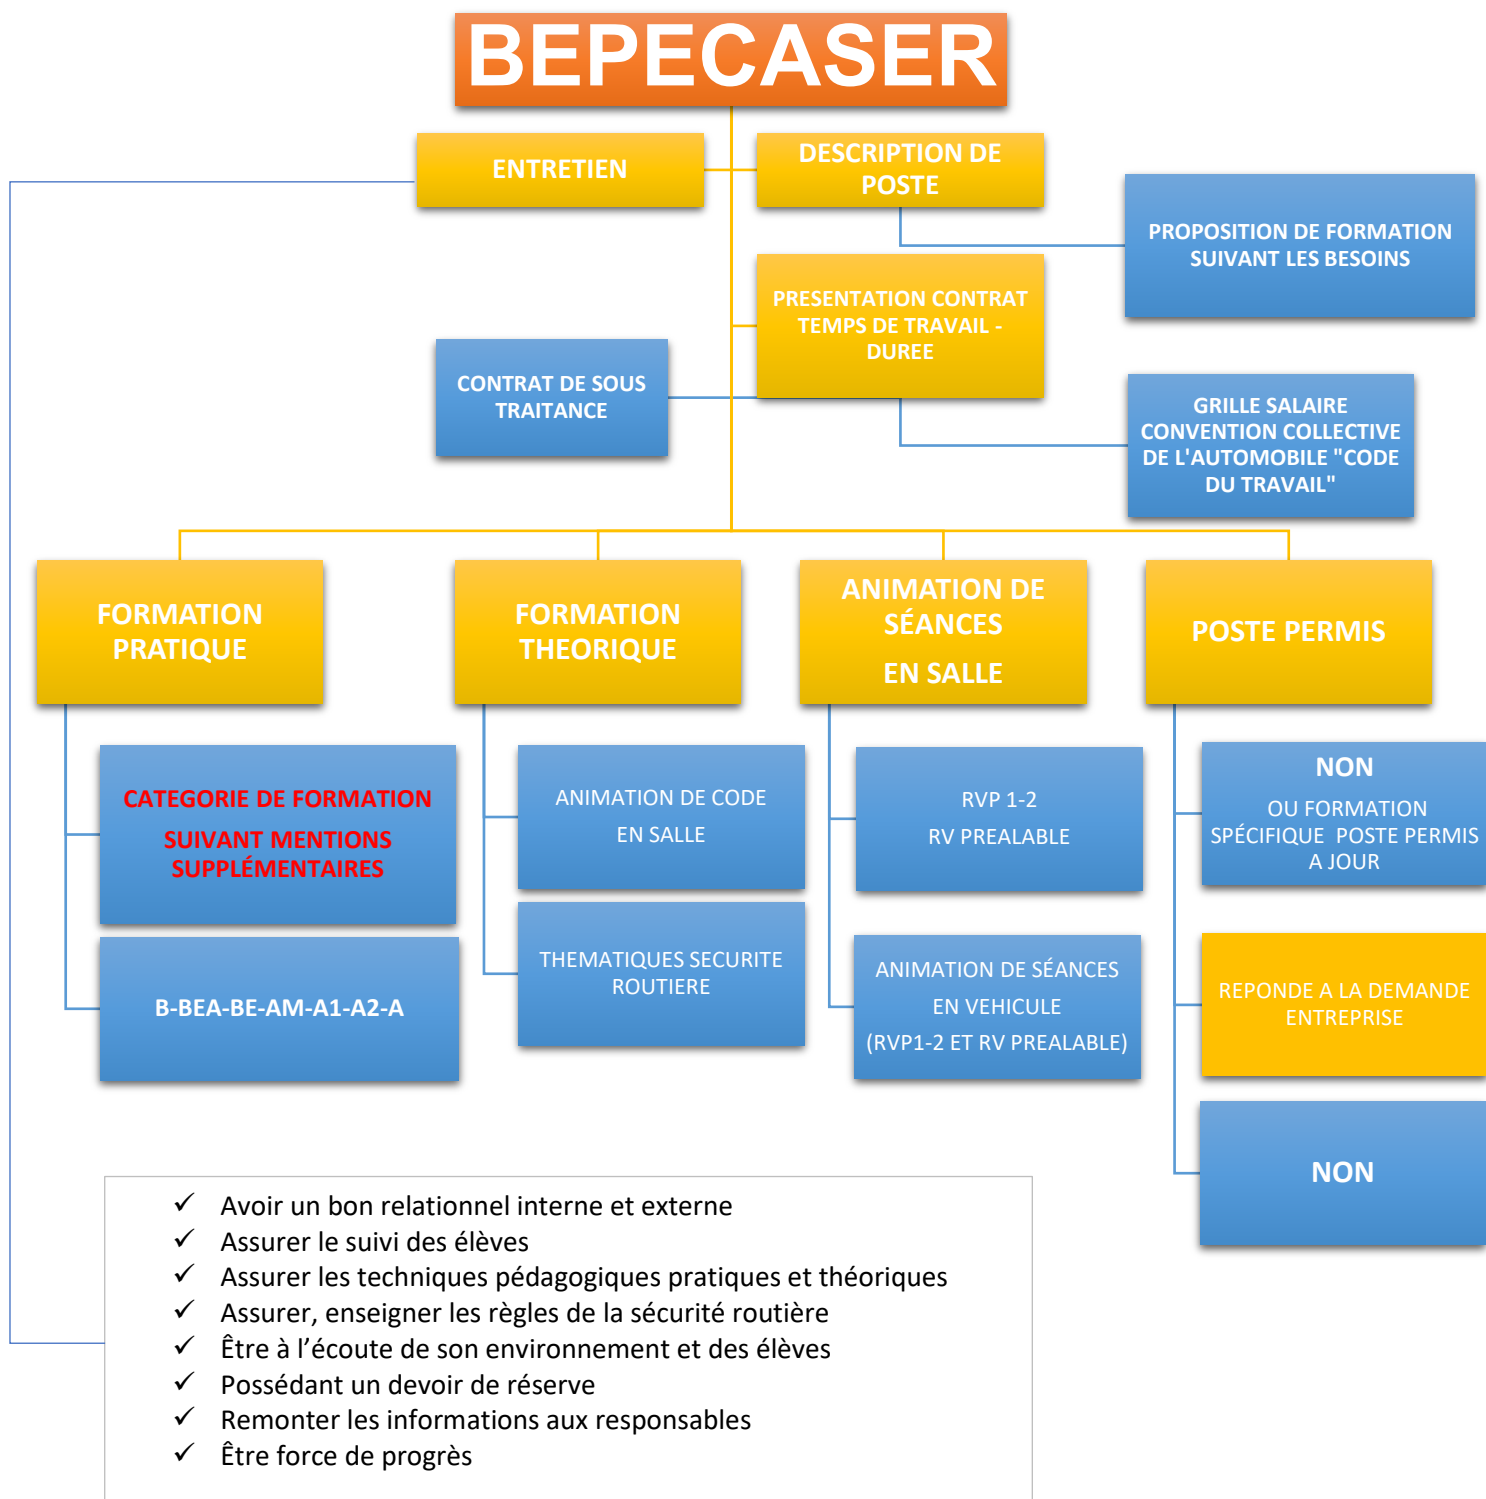 BEPECASER
ENTRETIEN
DESCRIPTION DE
POSTE
PROPOSITION DE FORMATION
SUIVANT LES BESOINS
PRESENTATION CONTRAT
TEMPS DE TRAVAIL -
DUREE
CONTRAT DE SOUS
TRAITANCE
GRILLE SALAIRE
CONVENTION COLLECTIVE
DE L'AUTOMOBILE "CODE
DU TRAVAIL"
FORMATION
PRATIQUE
FORMATION
THEORIQUE
ANIMATION DE
SÉANCES
EN SALLE
POSTE PERMIS
CATEGORIE DE FORMATION
SUIVANT MENTIONS
SUPPLÉMENTAIRES
B-BEA-BE-AM-A1-A2-A
ANIMATION DE CODE
EN SALLE
THEMATIQUES SECURITE
ROUTIERE
RVP 1-2
RV PREALABLE
ANIMATION DE SÉANCES
EN VEHICULE
(RVP1-2 ET RV PREALABLE)
NON
OU FORMATION
SPÉCIFIQUE POSTE PERMIS
A JOUR
REPONDE A LA DEMANDE
ENTREPRISE
NON
✓ Avoir un bon relationnel interne et externe
✓ Assurer le suivi des élèves
✓ Assurer les techniques pédagogiques pratiques et théoriques
✓ Assurer, enseigner les règles de la sécurité routière
✓ Être à l’écoute de son environnement et des élèves
✓ Possédant un devoir de réserve
✓ Remonter les informations aux responsables
✓ Être force de progrès